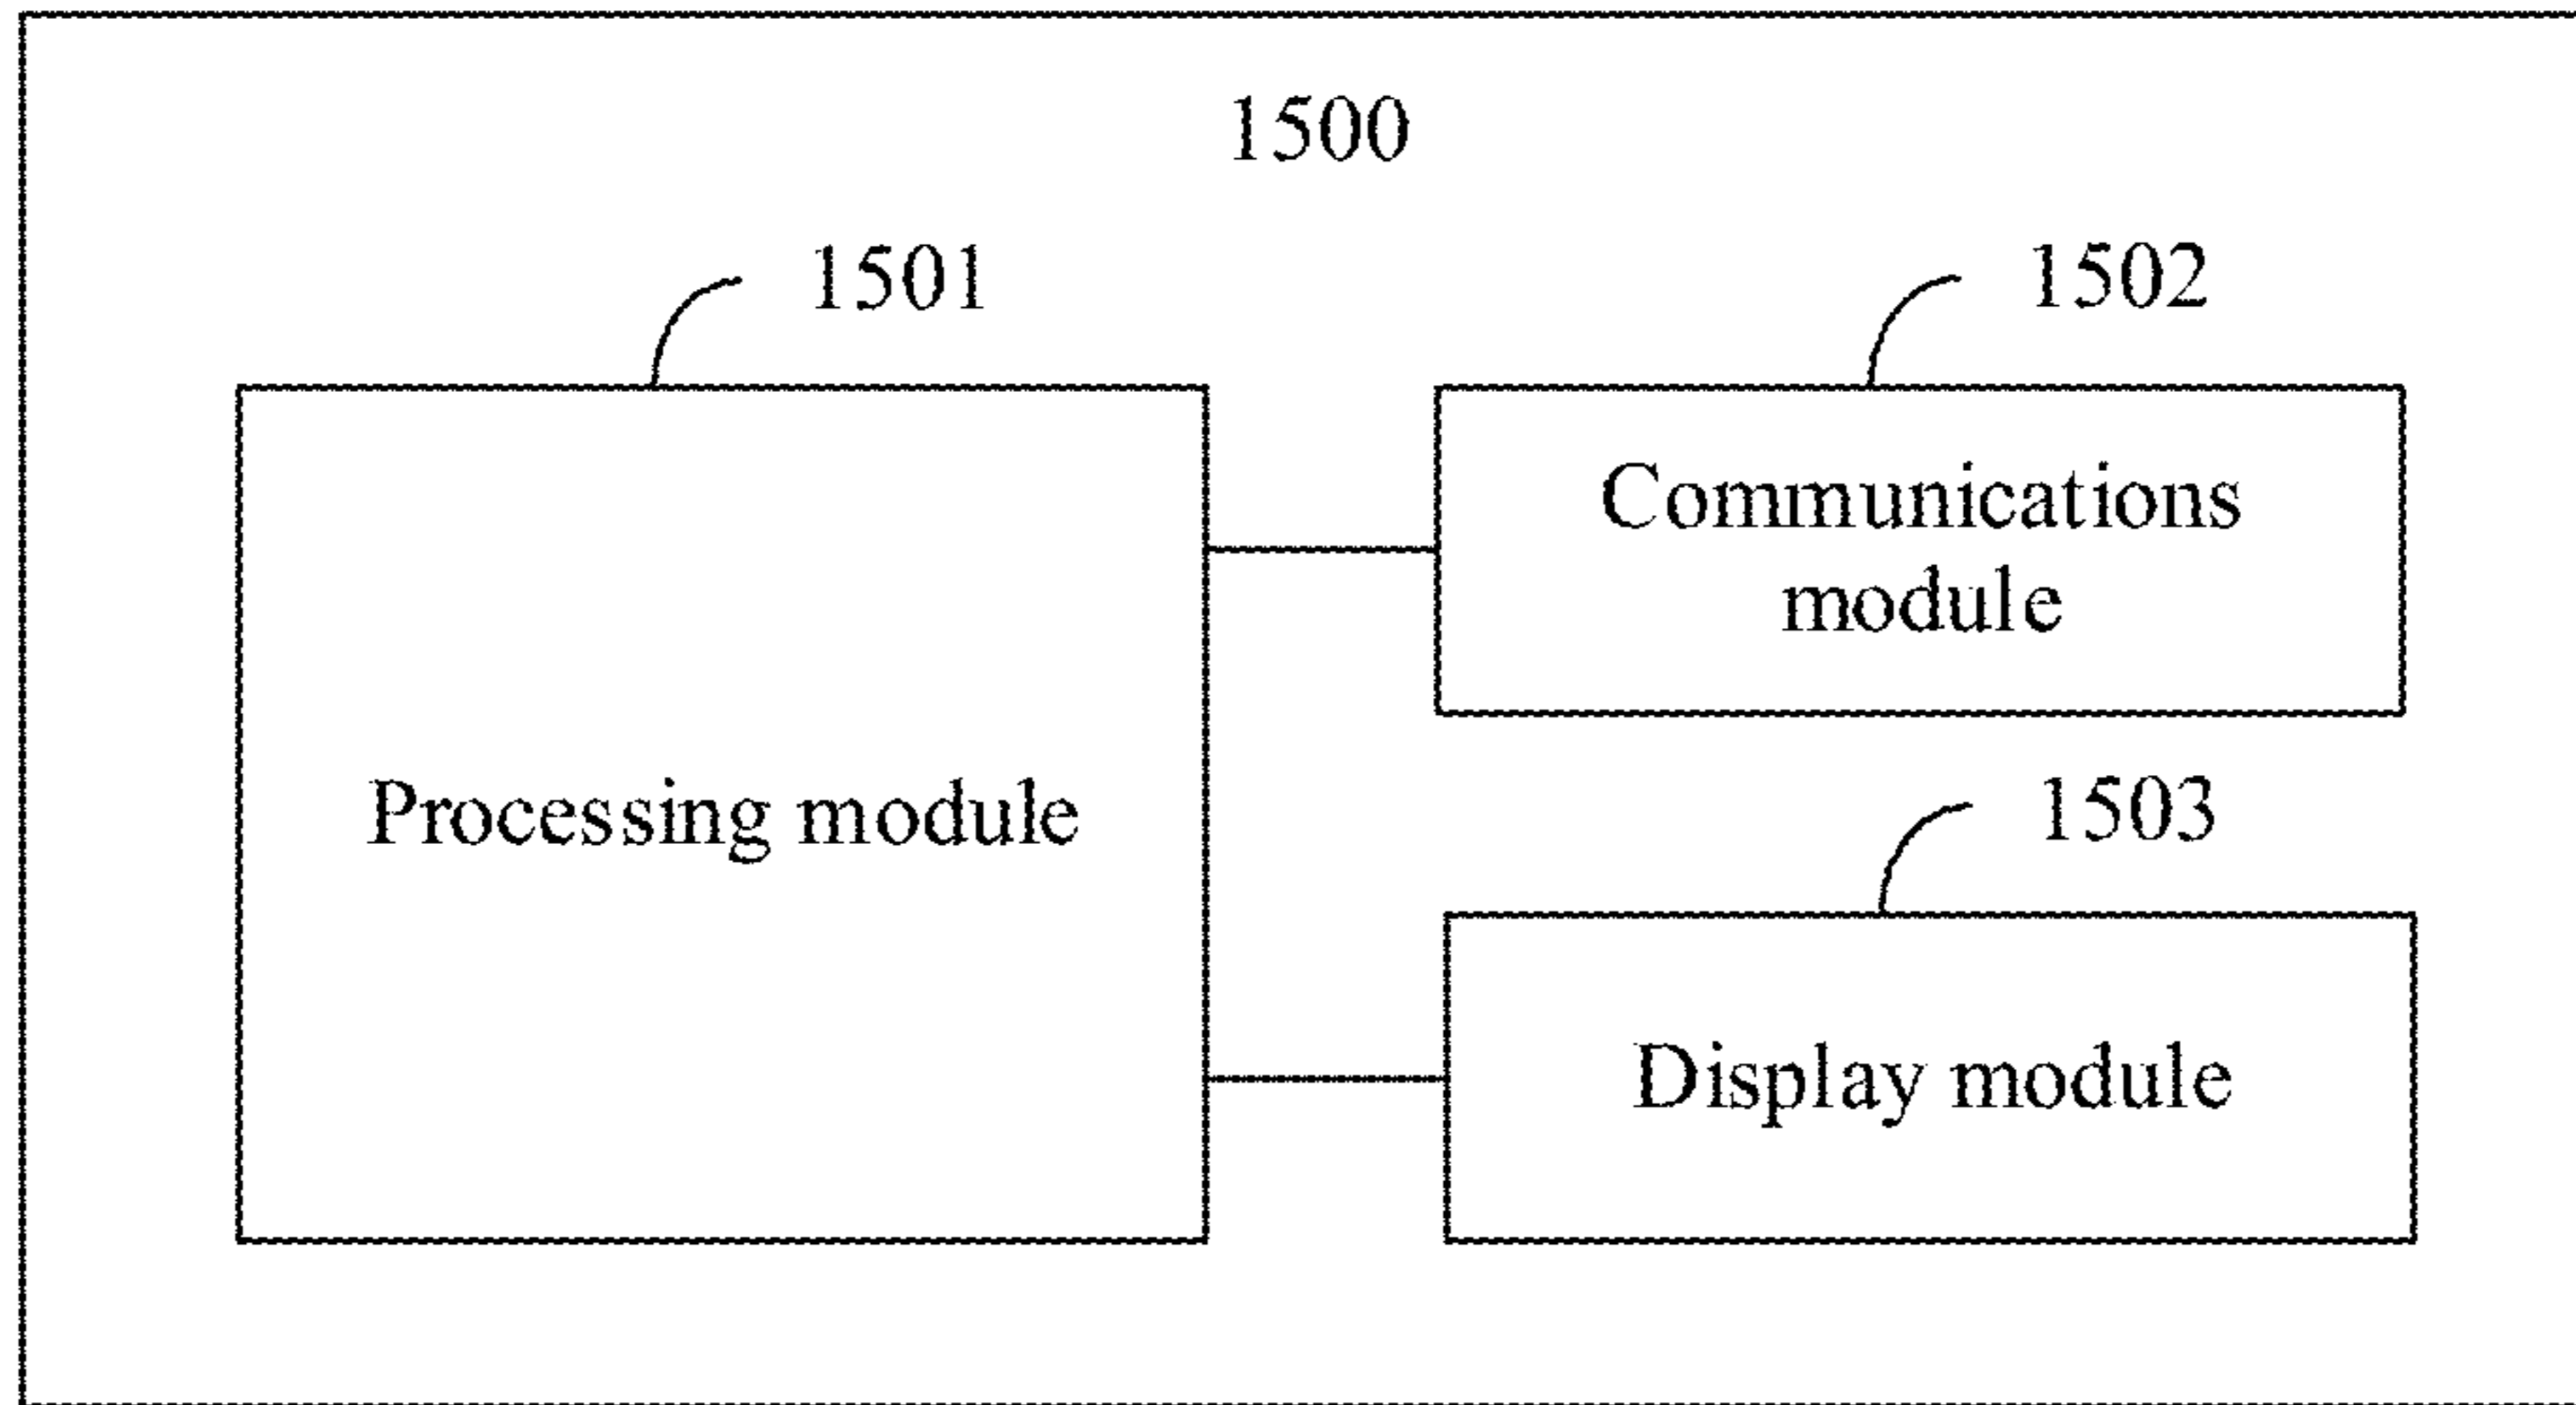 1500
1501
1502
Communications
module
Processing module
1503
Display module